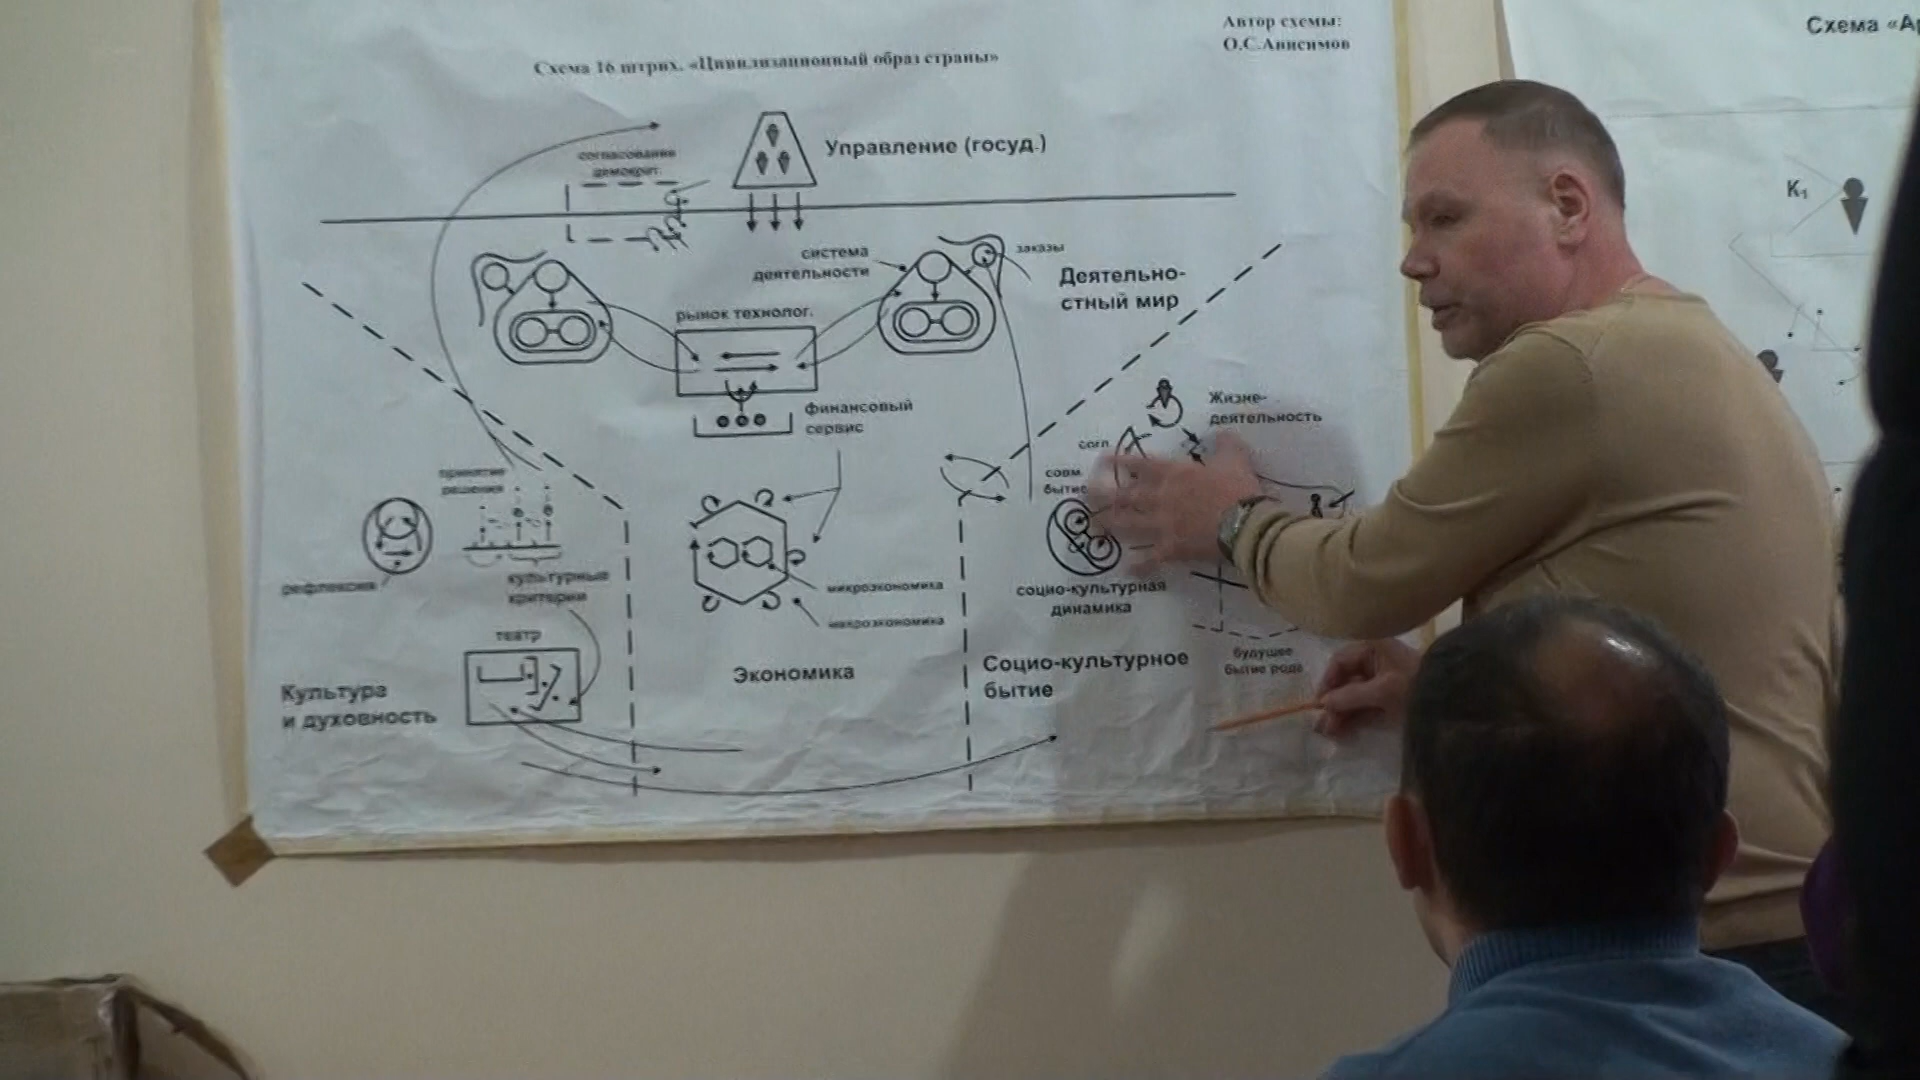 Автор схемы:
О.С.Анисимов
Схема 16 штрих. «Цивилизационный образ страны»
Схема «А
согласование
демократ.
Управление (госуд.)
K₁
система
деятельности
заказы
Деятельно-
стный мир
рынок технолог.
финансовый
сервис
Жизне-
деятельность
согл.
совм.
бытие
принятие
решения
рефлексия
культурные
критерии
микроэкономика
макроэкономика
социо-культурная
динамика
театр
Культура
и духовность
Экономика
Социо-культурное
бытие
будущее
бытие рода